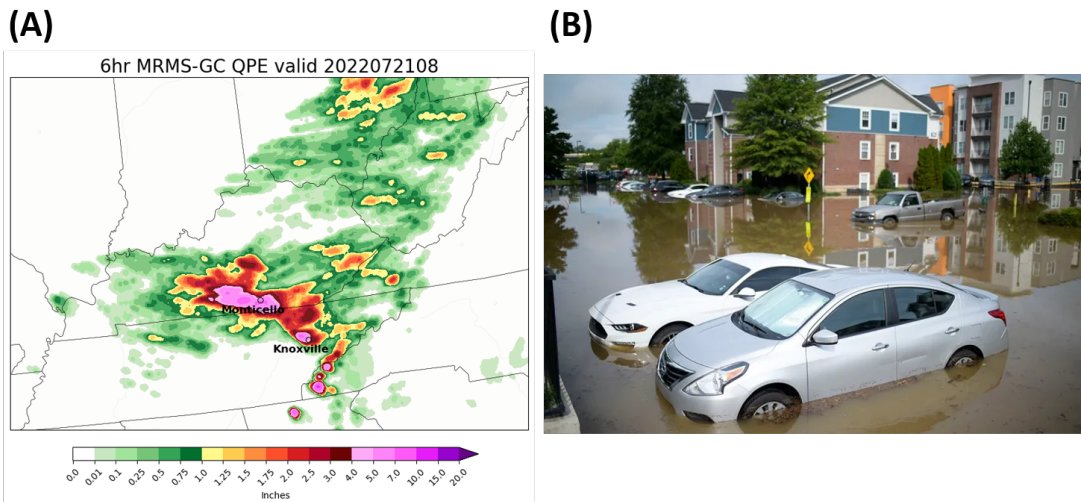 (A)
(B)
6hr MRMS-GC QPE valid 2022072108
Monticello
Knoxville
0.0 0.01 0.1 0.25 0.5 0.75 1.0 1.25 1.5 1.75 2.0 2.5 3.0 4.0 5.0 7.0 10.0 15.0 20.0
Inches